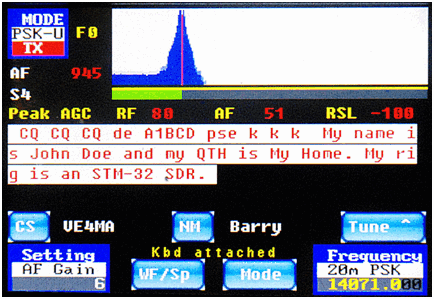 MODE
PSK-U F0
TX
AF 945
S4
Peak AGC RF 80 AF 51 RSL -100
CQ CQ CQ de A1BCD pse k k k My name i
s John Doe and my QTH is My Home. My ri
g is an STM-32 SDR.
CS VE4MA NM Barry Tune ^
Kbd attached
Setting WF/Sp Mode Frequency
AF Gain 20m PSK
6 14071.000